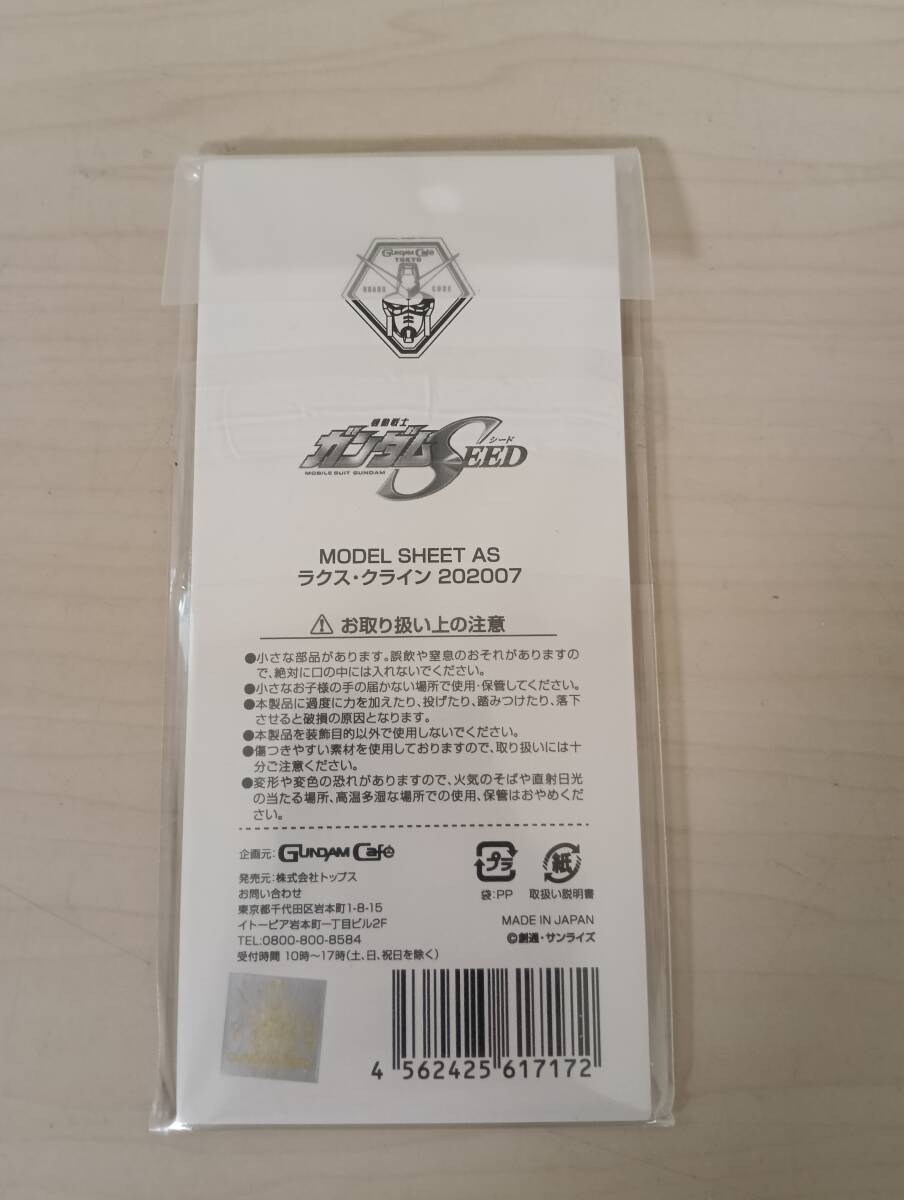 GUNDAM Café
TOKYO
BRAND CODE
機動戦士
ガンダムSEED
シード
MOBILE SUIT GUNDAM
MODEL SHEET AS
ラクス・クライン 202007
⚠ お取り扱い上の注意
●小さな部品があります。誤飲や窒息のおそれがありますの
で、絶対に口の中には入れないでください。
●小さなお子様の手の届かない場所で使用・保管してください。
●本製品に過度に力を加えたり、投げたり、踏みつけたり、落下
させると破損の原因となります。
●本製品を装飾目的以外で使用しないでください。
●傷つきやすい素材を使用しておりますので、取り扱いには十
分ご注意ください。
●変形や変色の恐れがありますので、火気のそばや直射日光
の当たる場所、高温多湿な場所での使用、保管はおやめくだ
さい。
企画元:GUNDAM Café
発売元:株式会社トップス
お問い合わせ
東京都千代田区岩本町1-8-15
イトーピア岩本町一丁目ビル2F
TEL:0800-800-8584
受付時間 10時〜17時(土、日、祝日を除く)
プラ
袋:PP
紙
取扱い説明書
MADE IN JAPAN
©創通・サンライズ
4 562425 617172